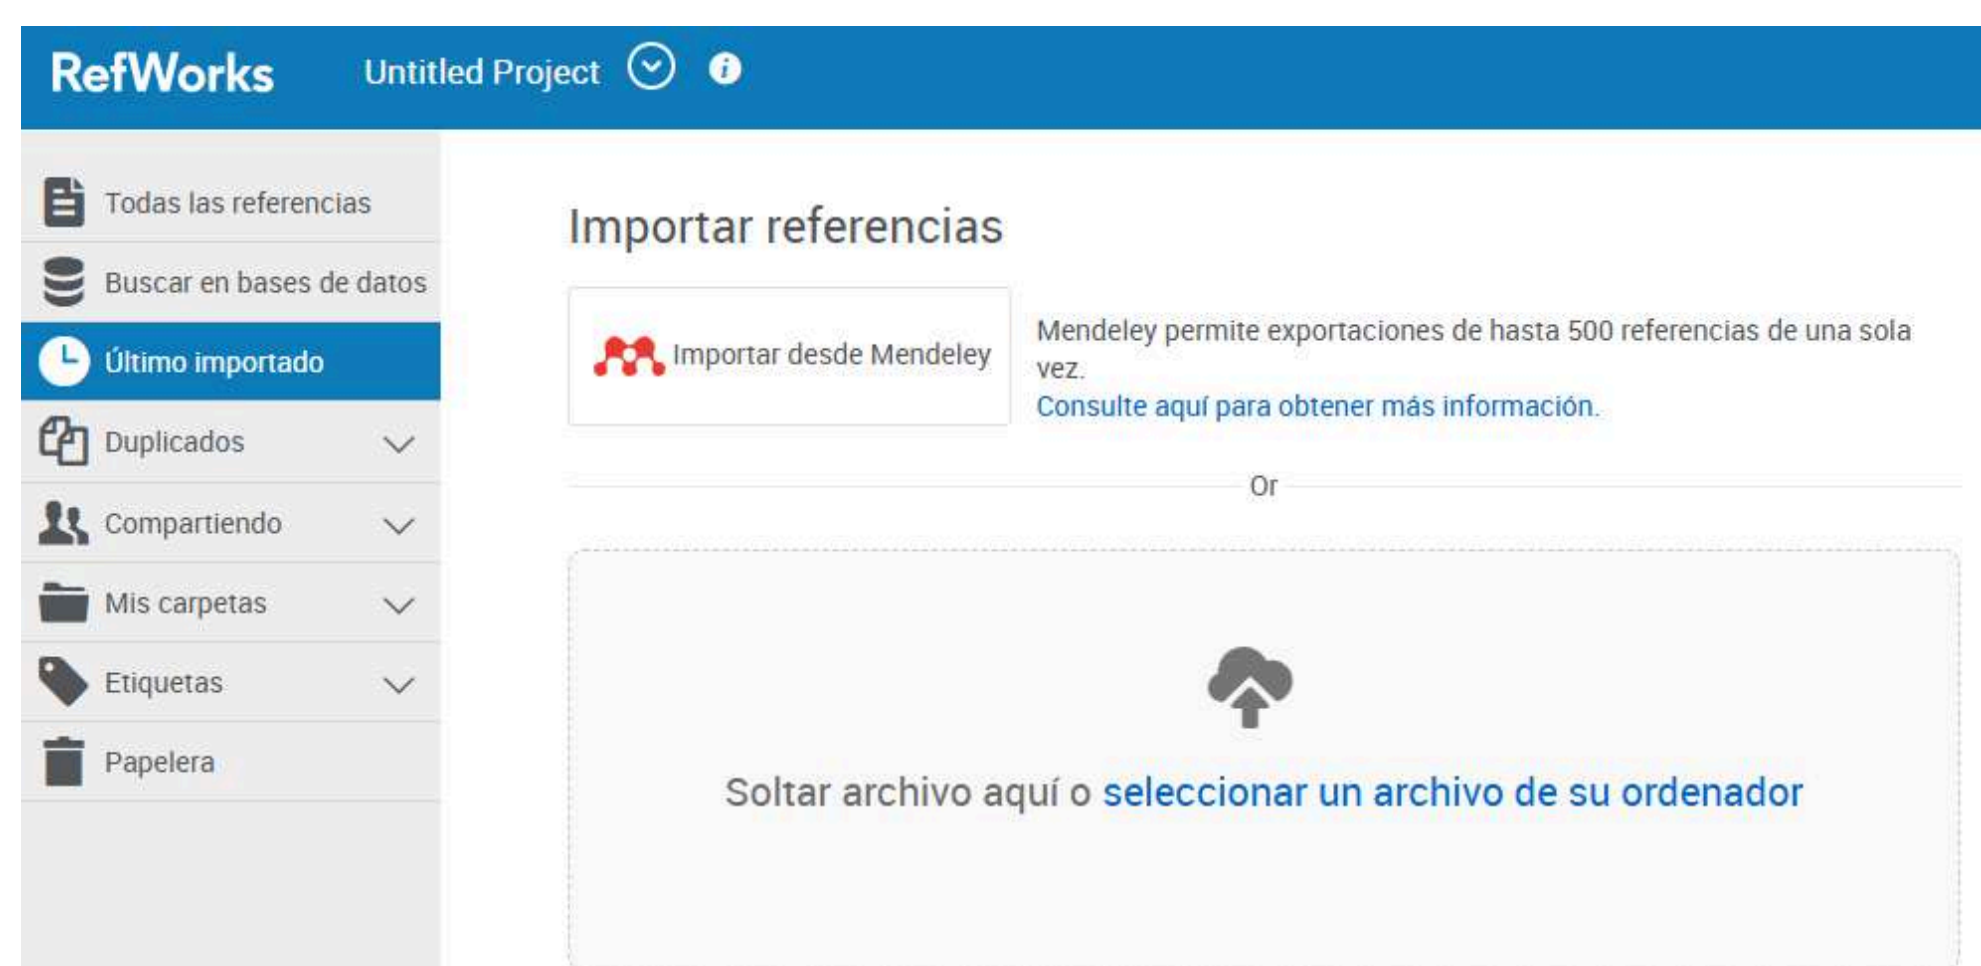 RefWorks
Untitled Project
Todas las referencias
Buscar en bases de datos
Último importado
Duplicados
Compartiendo
Mis carpetas
Etiquetas
Papelera
Importar referencias
Importar desde Mendeley
Mendeley permite exportaciones de hasta 500 referencias de una sola
vez.
Consulte aquí para obtener más información.
Or
Soltar archivo aquí o seleccionar un archivo de su ordenador